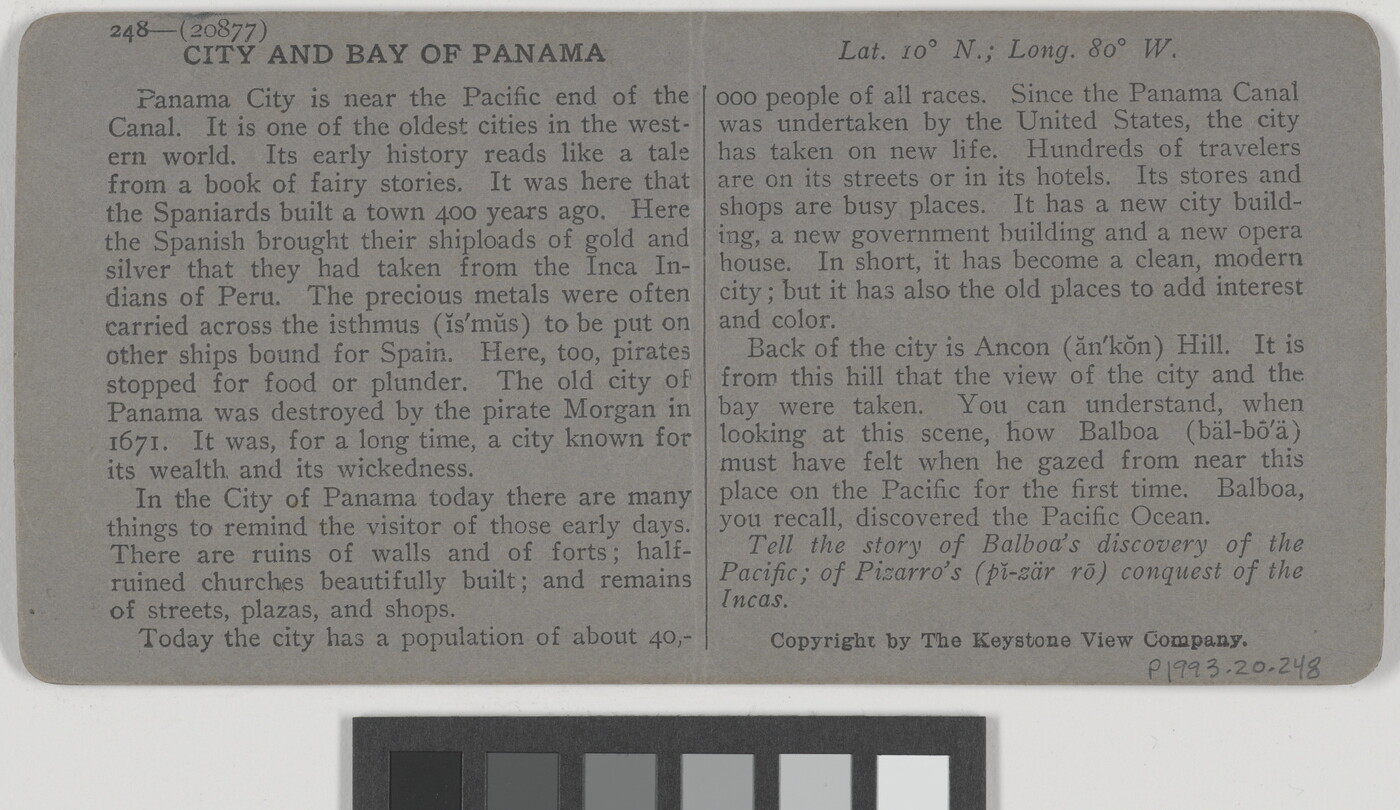 248—(20877)
CITY AND BAY OF PANAMA
Panama City is near the Pacific end of the
Canal. It is one of the oldest cities in the west-
ern world. Its early history reads like a tale
from a book of fairy stories. It was here that
the Spaniards built a town 400 years ago. Here
the Spanish brought their shiploads of gold and
silver that they had taken from the Inca In-
dians of Peru. The precious metals were often
carried across the isthmus (ĭs′mŭs) to be put on
other ships bound for Spain. Here, too, pirates
stopped for food or plunder. The old city of
Panama was destroyed by the pirate Morgan in
1671. It was, for a long time, a city known for
its wealth and its wickedness.
In the City of Panama today there are many
things to remind the visitor of those early days.
There are ruins of walls and of forts; half-
ruined churches beautifully built; and remains
of streets, plazas, and shops.
Today the city has a population of about 40,-
Lat. 10° N.; Long. 80° W.
000 people of all races. Since the Panama Canal
was undertaken by the United States, the city
has taken on new life. Hundreds of travelers
are on its streets or in its hotels. Its stores and
shops are busy places. It has a new city build-
ing, a new government building and a new opera
house. In short, it has become a clean, modern
city; but it has also the old places to add interest
and color.
Back of the city is Ancon (ăn′kŏn) Hill. It is
from this hill that the view of the city and the
bay were taken. You can understand, when
looking at this scene, how Balboa (bäl-bō′ä)
must have felt when he gazed from near this
place on the Pacific for the first time. Balboa,
you recall, discovered the Pacific Ocean.
Tell the story of Balboa's discovery of the
Pacific; of Pizarro's (pĭ-zär rō) conquest of the
Incas.
Copyright by The Keystone View Company.
P1993.20.248